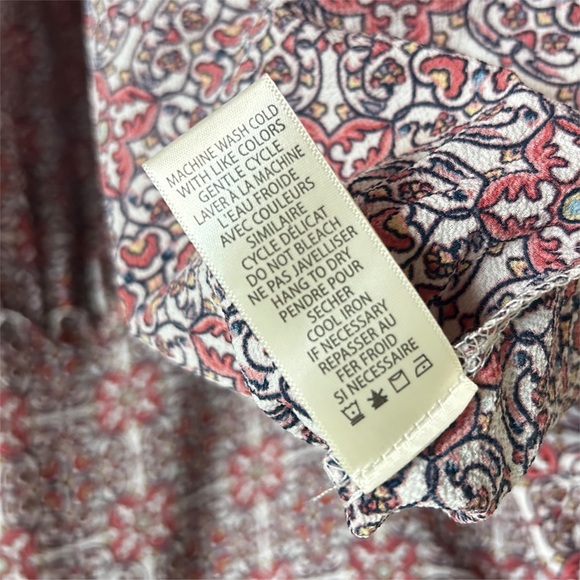 MACHINE WASH COLD
WITH LIKE COLORS
GENTLE CYCLE
LAVER A LA MACHINE
L'EAU FROIDE
AVEC COULEURS
SIMILAIRE
CYCLE DÉLICAT
DO NOT BLEACH
NE PAS JAVELLISER
HANG TO DRY
PENDRE POUR
SECHER
COOL IRON
IF NECESSARY
REPASSER AU
FER FROID
SI NECESSAIRE